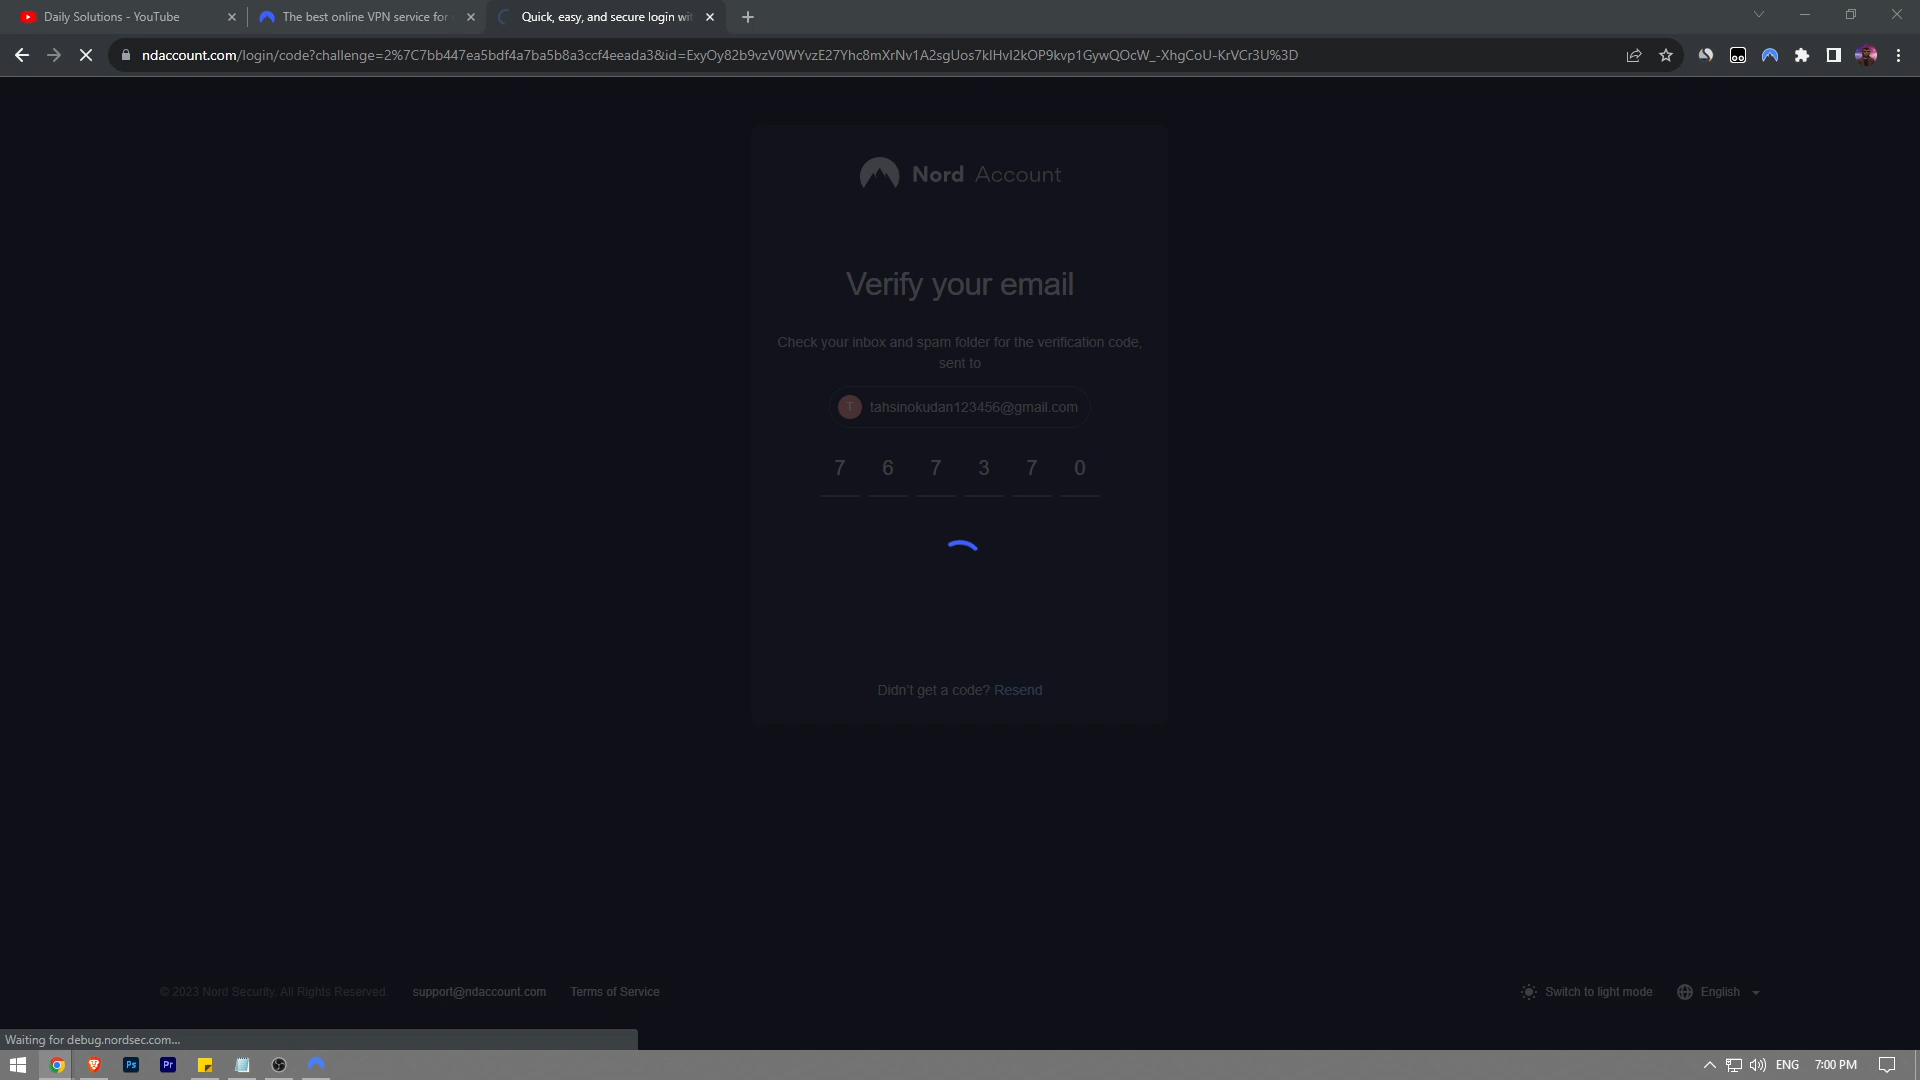 Daily Solutions - YouTube
The best online VPN service for
Quick, easy, and secure login wit
ndaccount.com/login/code?challenge=2%7C7bb447ea5bdf4a7ba5b8a3ccf4eeada3&id=ExyOy82b9vzV0WYvzE27Yhc8mXrNv1A2sgUos7klHvI2kOP9kvp1GywQOcW_-XhgCoU-KrVCr3U%3D
Nord Account
Verify your email
Check your inbox and spam folder for the verification code,
sent to
T tahsinokudan123456@gmail.com
7 6 7 3 7 0
Didn't get a code? Resend
© 2023 Nord Security. All Rights Reserved. support@ndaccount.com Terms of Service
Switch to light mode English
Waiting for debug.nordsec.com...
Ps Pr ENG 7:00 PM